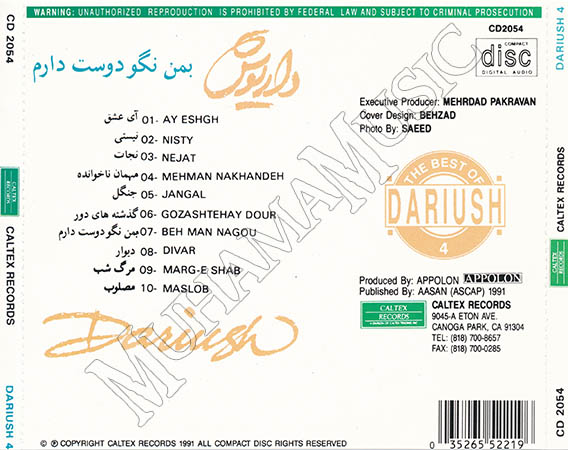 WARNING: UNAUTHORIZED REPRODUCTION IS PROHIBITED BY FEDERAL LAW AND SUBJECT TO CRIMINAL PROSECUTION
CD 2054
DARIUSH 4
CD2054
COMPACT
disc
DIGITAL AUDIO
داریوش
بمن نگو دوست دارم
Executive Producer: MEHRDAD PAKRAVAN
Cover Design: BEHZAD
Photo By: SAEED
01- AY ESHGH آی عشق
02- NISTY نیستی
03- NEJAT نجات
04- MEHMAN NAKHANDEH مهمان ناخوانده
05- JANGAL جنگل
06- GOZASHTEHAY DOUR گذشته های دور
07- BEH MAN NAGOU بمن نگو دوست دارم
08- DIVAR دیوار
09- MARG-E SHAB مرگ شب
10- MASLOB مصلوب
THE BEST OF
DARIUSH
4
CALTEX RECORDS
CALTEX RECORDS
CALTEX RECORDS
CALTEX RECORDS
Produced By: APPOLON APPOLON
Published By: AASAN (ASCAP) 1991
CALTEX RECORDS
CALTEX RECORDS
9045-A ETON AVE.
CANOGA PARK, CA 91304
TEL: (818) 700-8657
FAX: (818) 700-0285
Dariush
MUHAMAMUSIC
DARIUSH 4
CD 2054
© ℗ COPYRIGHT CALTEX RECORDS 1991 ALL COMPACT DISC RIGHTS RESERVED
0 35265 52219